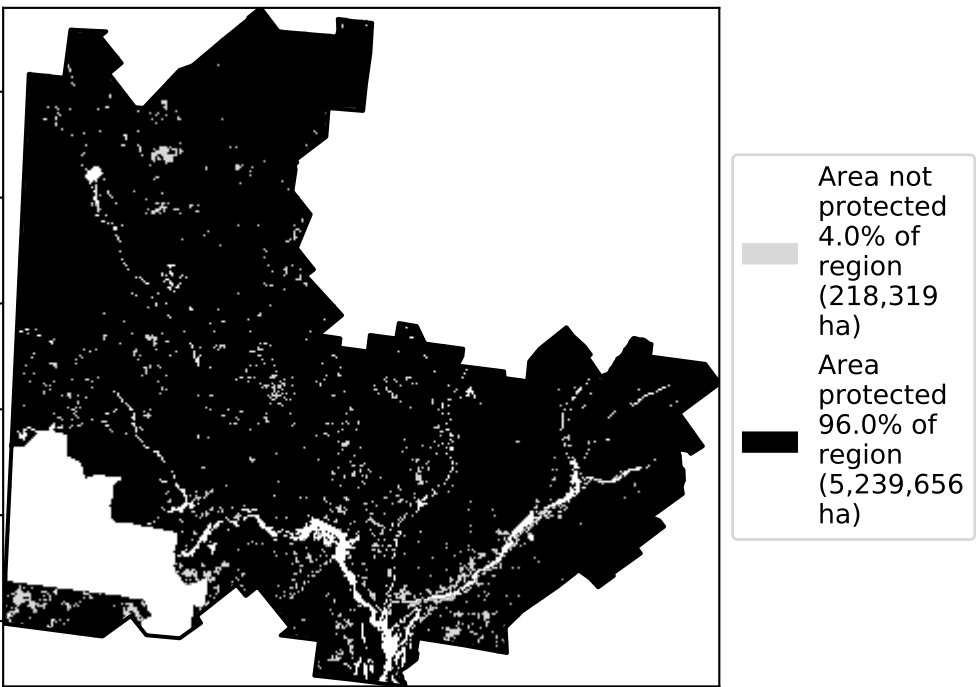 Area not
protected
4.0% of
region
(218,319
ha)
Area
protected
96.0% of
region
(5,239,656
ha)